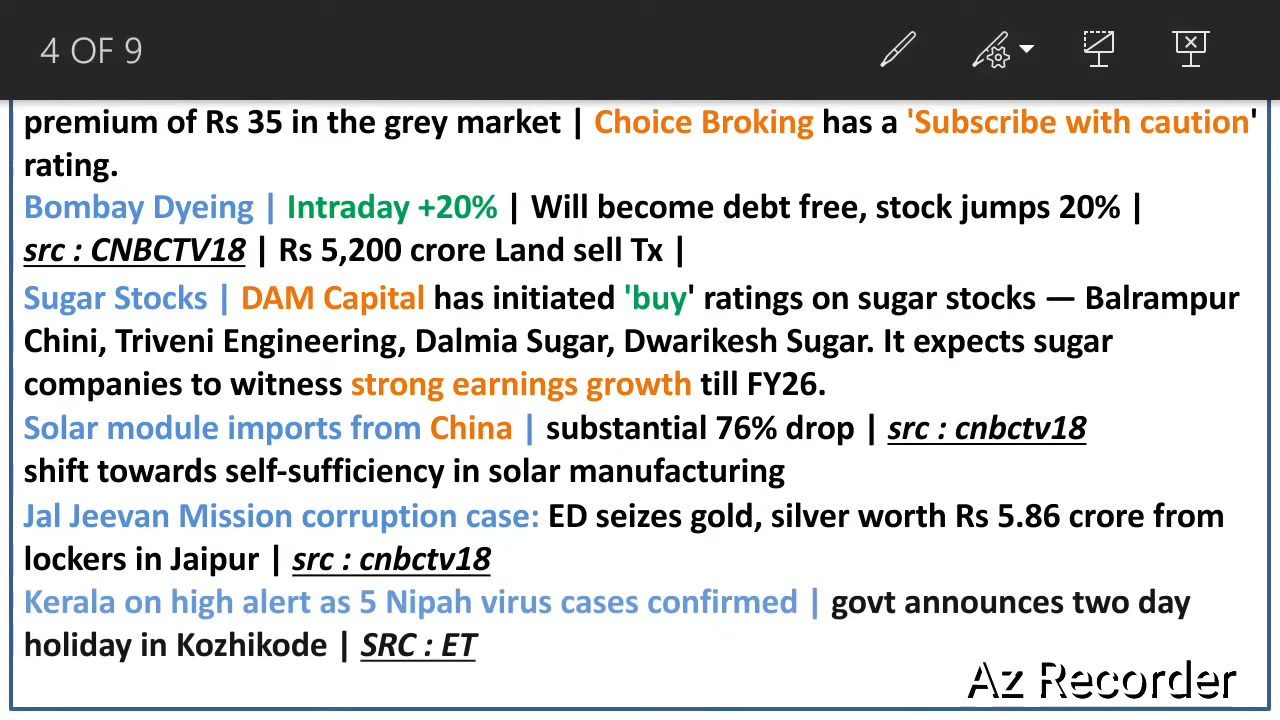 4 OF 9
premium of Rs 35 in the grey market | Choice Broking has a 'Subscribe with caution'
rating.
Bombay Dyeing | Intraday +20% | Will become debt free, stock jumps 20% |
src : CNBCTV18 | Rs 5,200 crore Land sell Tx |
Sugar Stocks | DAM Capital has initiated 'buy' ratings on sugar stocks — Balrampur
Chini, Triveni Engineering, Dalmia Sugar, Dwarikesh Sugar. It expects sugar
companies to witness strong earnings growth till FY26.
Solar module imports from China | substantial 76% drop | src : cnbctv18
shift towards self-sufficiency in solar manufacturing
Jal Jeevan Mission corruption case: ED seizes gold, silver worth Rs 5.86 crore from
lockers in Jaipur | src : cnbctv18
Kerala on high alert as 5 Nipah virus cases confirmed | govt announces two day
holiday in Kozhikode | SRC : ET
Az Recorder